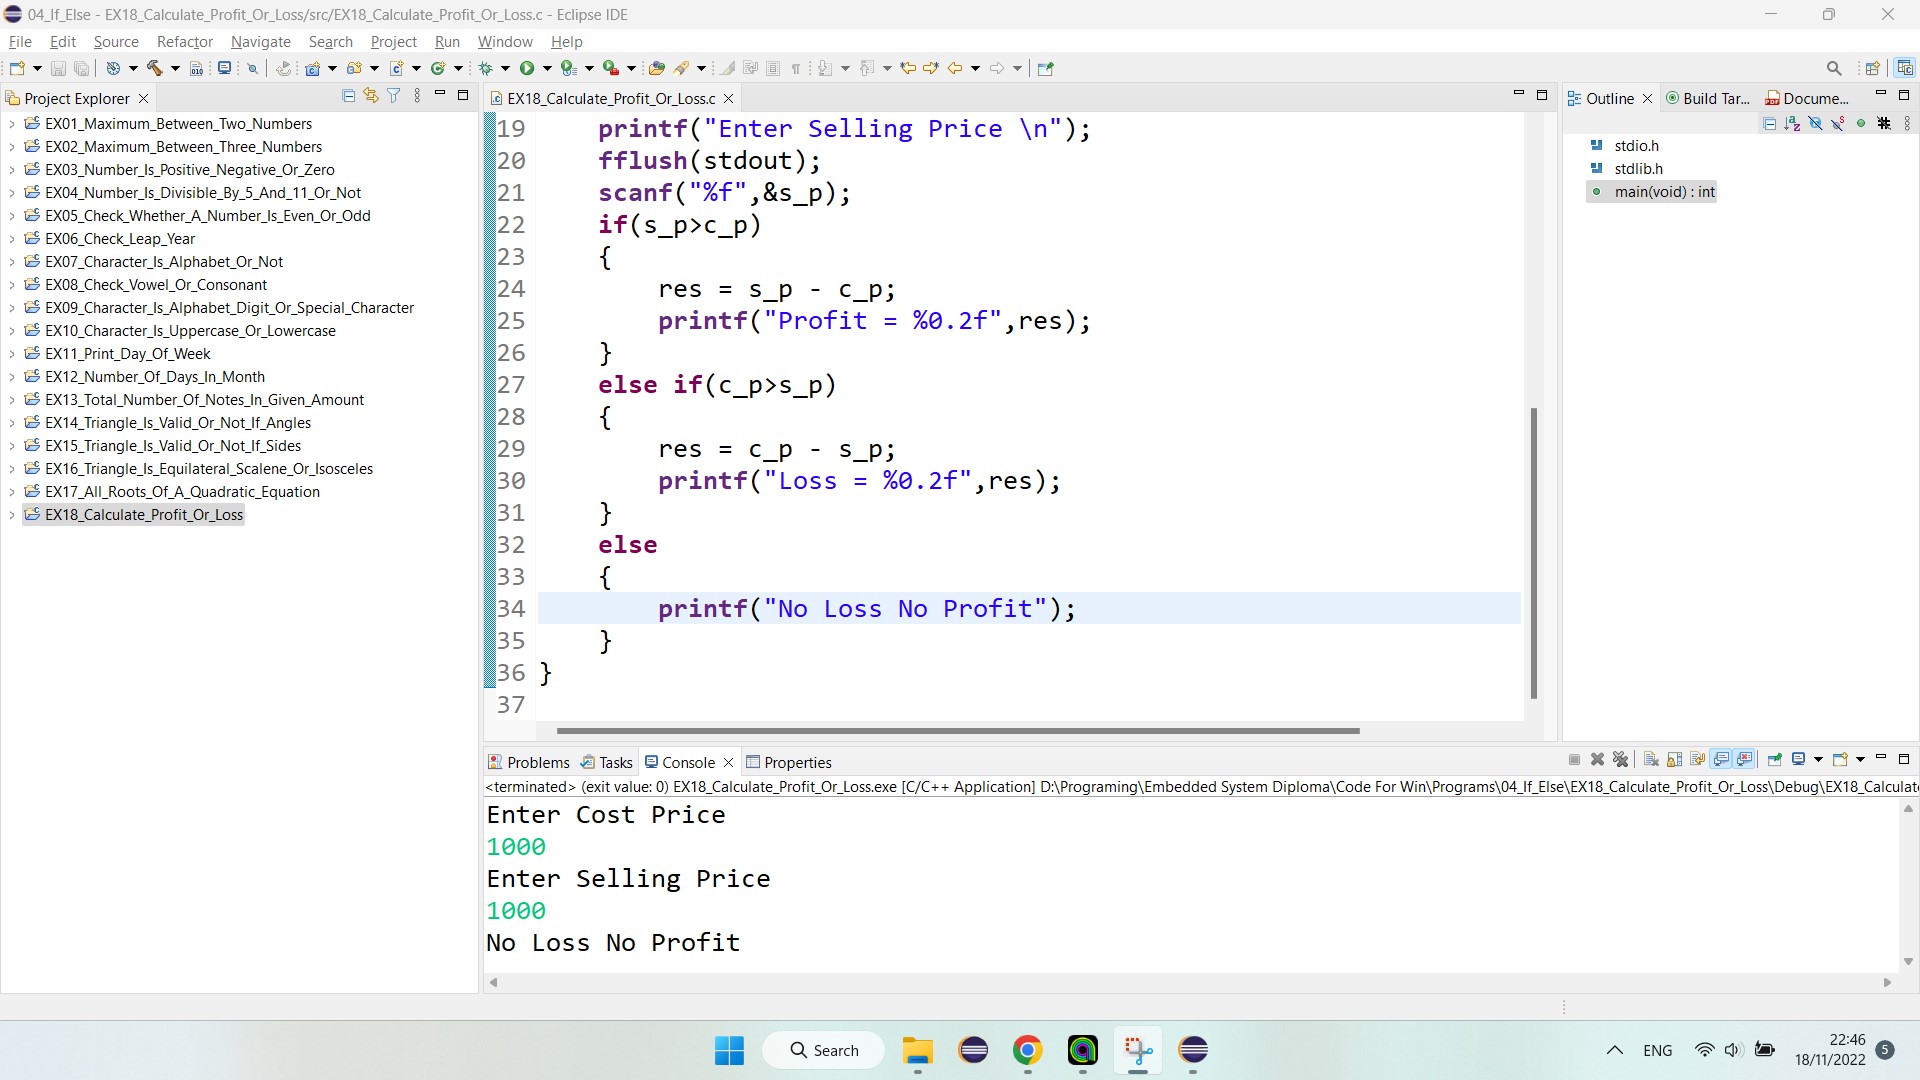 04_If_Else - EX18_Calculate_Profit_Or_Loss/src/EX18_Calculate_Profit_Or_Loss.c - Eclipse IDE
File Edit Source Refactor Navigate Search Project Run Window Help
Project Explorer
EX01_Maximum_Between_Two_Numbers
EX02_Maximum_Between_Three_Numbers
EX03_Number_Is_Positive_Negative_Or_Zero
EX04_Number_Is_Divisible_By_5_And_11_Or_Not
EX05_Check_Whether_A_Number_Is_Even_Or_Odd
EX06_Check_Leap_Year
EX07_Character_Is_Alphabet_Or_Not
EX08_Check_Vowel_Or_Consonant
EX09_Character_Is_Alphabet_Digit_Or_Special_Character
EX10_Character_Is_Uppercase_Or_Lowercase
EX11_Print_Day_Of_Week
EX12_Number_Of_Days_In_Month
EX13_Total_Number_Of_Notes_In_Given_Amount
EX14_Triangle_Is_Valid_Or_Not_If_Angles
EX15_Triangle_Is_Valid_Or_Not_If_Sides
EX16_Triangle_Is_Equilateral_Scalene_Or_Isosceles
EX17_All_Roots_Of_A_Quadratic_Equation
EX18_Calculate_Profit_Or_Loss
EX18_Calculate_Profit_Or_Loss.c
19 printf("Enter Selling Price \n");
20 fflush(stdout);
21 scanf("%f",&s_p);
22 if(s_p>c_p)
23 {
24 res = s_p - c_p;
25 printf("Profit = %0.2f",res);
26 }
27 else if(c_p>s_p)
28 {
29 res = c_p - s_p;
30 printf("Loss = %0.2f",res);
31 }
32 else
33 {
34 printf("No Loss No Profit");
35 }
36 }
37
Outline Build Tar... Docume...
stdio.h
stdlib.h
main(void) : int
Problems Tasks Console Properties
<terminated> (exit value: 0) EX18_Calculate_Profit_Or_Loss.exe [C/C++ Application] D:\Programing\Embedded System Diploma\Code For Win\Programs\04_If_Else\EX18_Calculate_Profit_Or_Loss\Debug\EX18_Calculat
Enter Cost Price
1000
Enter Selling Price
1000
No Loss No Profit
Search
ENG
22:46
18/11/2022
5